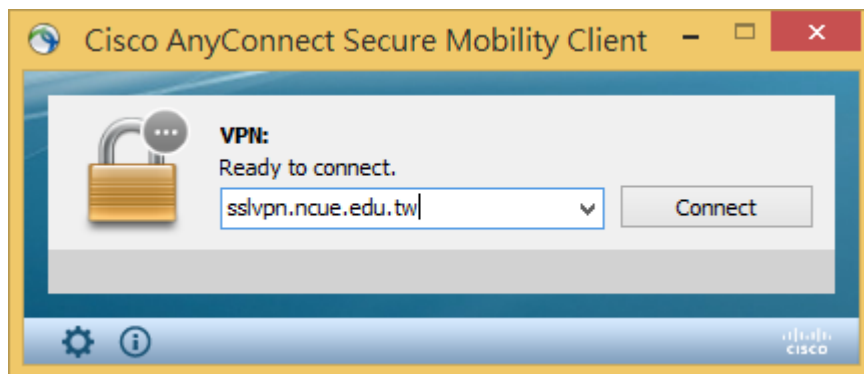 Cisco AnyConnect Secure Mobility Client
VPN:
Ready to connect.
sslvpn.ncue.edu.tw
Connect
CISCO